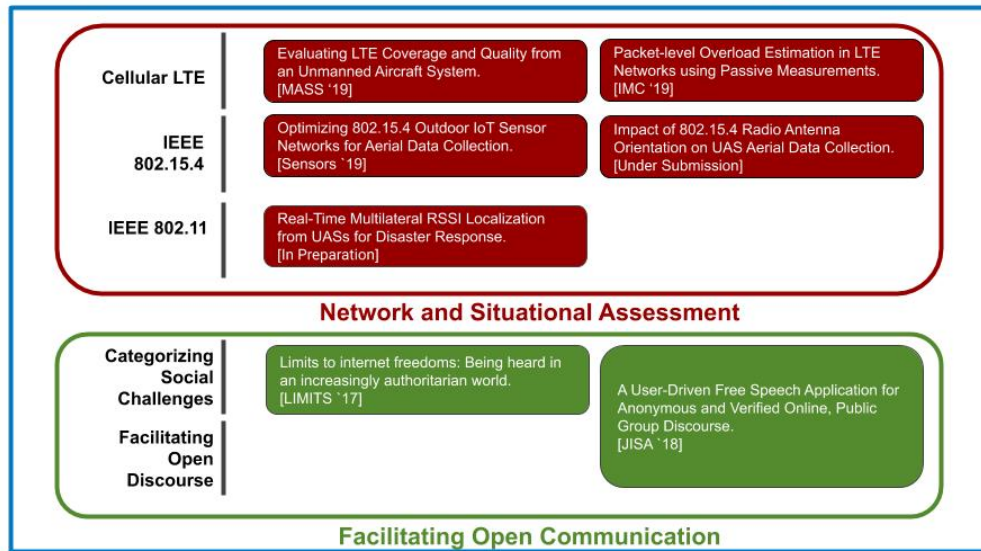 Cellular LTE
Evaluating LTE Coverage and Quality from
an Unmanned Aircraft System.
[MASS ‘19]
Packet-level Overload Estimation in LTE
Networks using Passive Measurements.
[IMC ‘19]
IEEE
802.15.4
Optimizing 802.15.4 Outdoor IoT Sensor
Networks for Aerial Data Collection.
[Sensors `19]
Impact of 802.15.4 Radio Antenna
Orientation on UAS Aerial Data Collection.
[Under Submission]
IEEE 802.11
Real-Time Multilateral RSSI Localization
from UASs for Disaster Response.
[In Preparation]
Network and Situational Assessment
Categorizing
Social
Challenges
Limits to internet freedoms: Being heard in
an increasingly authoritarian world.
[LIMITS `17]
A User-Driven Free Speech Application for
Anonymous and Verified Online, Public
Group Discourse.
[JISA `18]
Facilitating
Open
Discourse
Facilitating Open Communication